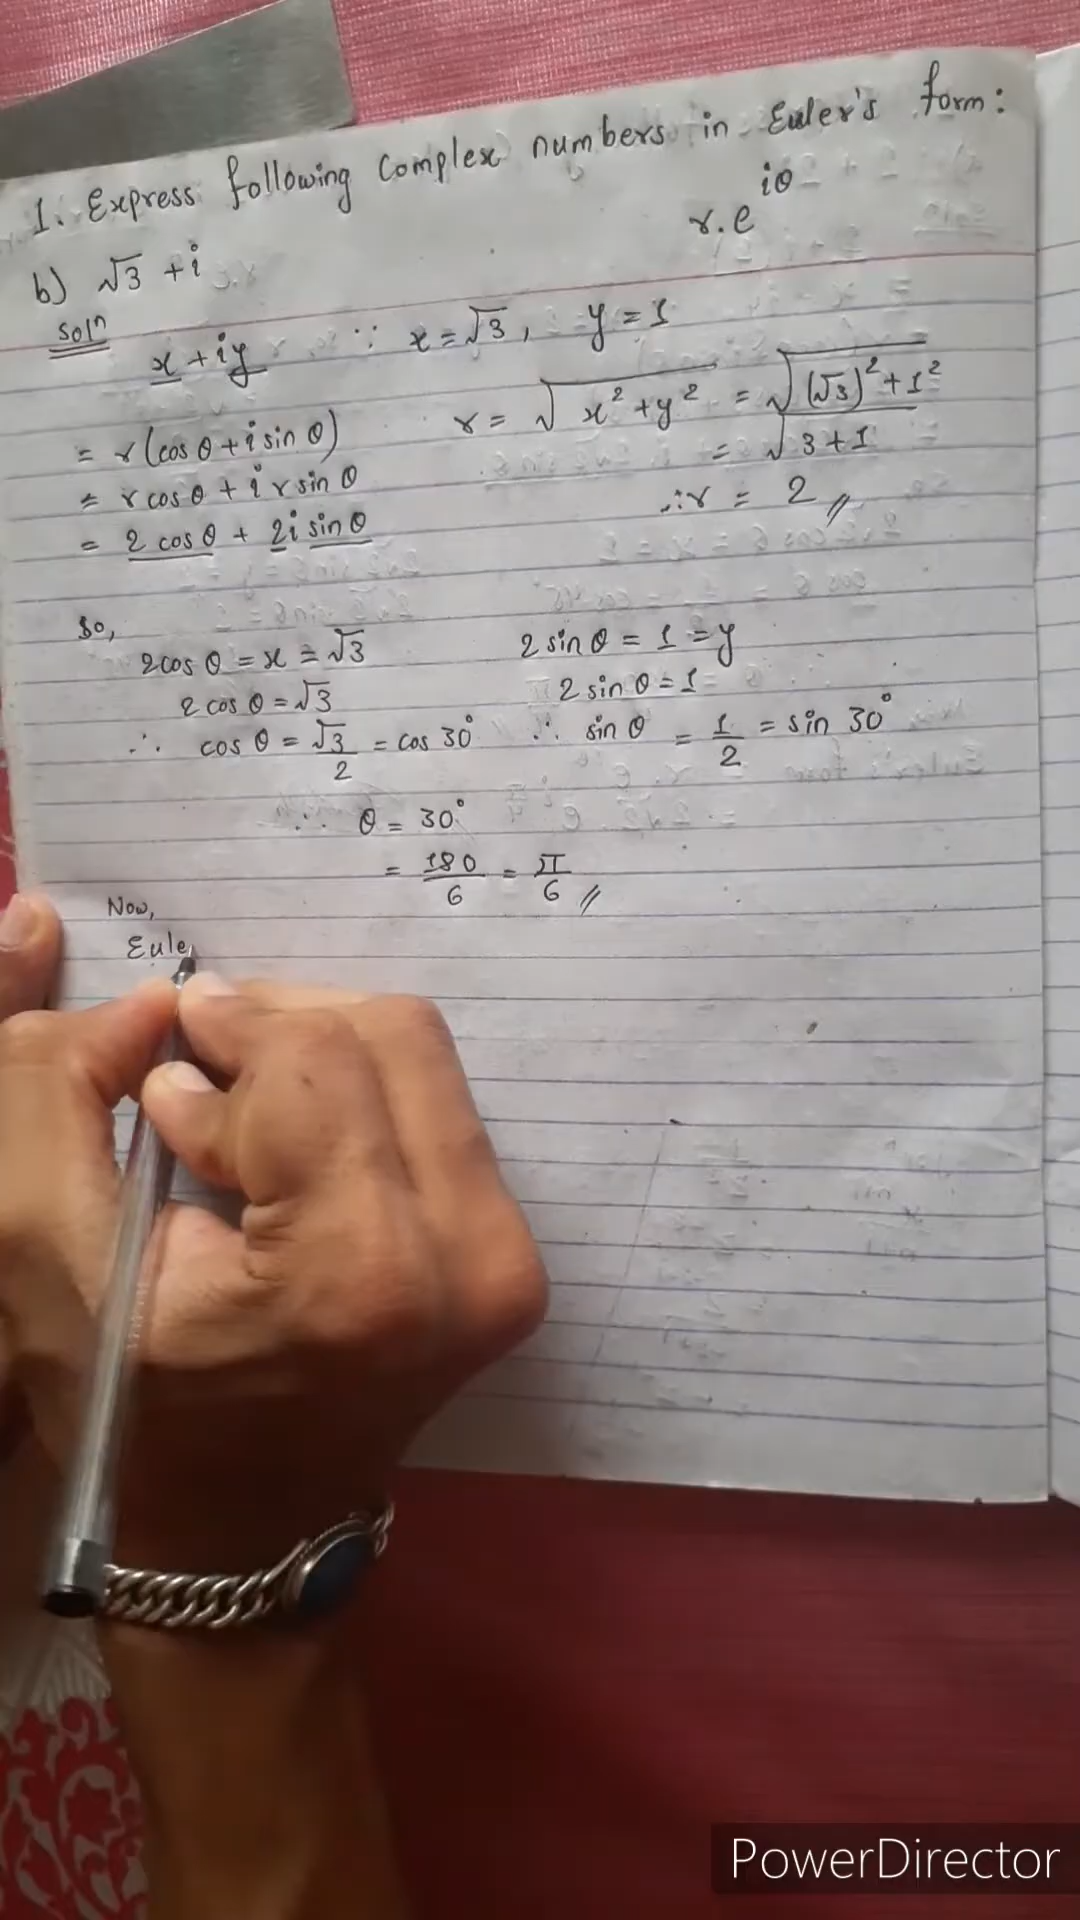 1. Express following complex numbers in Euler's form:
r.e^{iθ}
b) √3 + i
Solⁿ
x + iy ∵ x = √3, y = 1
= r(cos θ + i sin θ) r = √(x² + y²) = √((√3)² + 1²)
= r cos θ + i r sin θ = √(3 + 1)
= 2 cos θ + 2i sin θ ∴ r = 2 //
So,
2cos θ = x = √3 2 sin θ = 1 = y
2 cos θ = √3 2 sin θ = 1
∴ cos θ = √3/2 = cos 30° ∴ sin θ = 1/2 = sin 30°
∴ θ = 30°
= 180/6 = π/6 //
Now,
Eule
PowerDirector